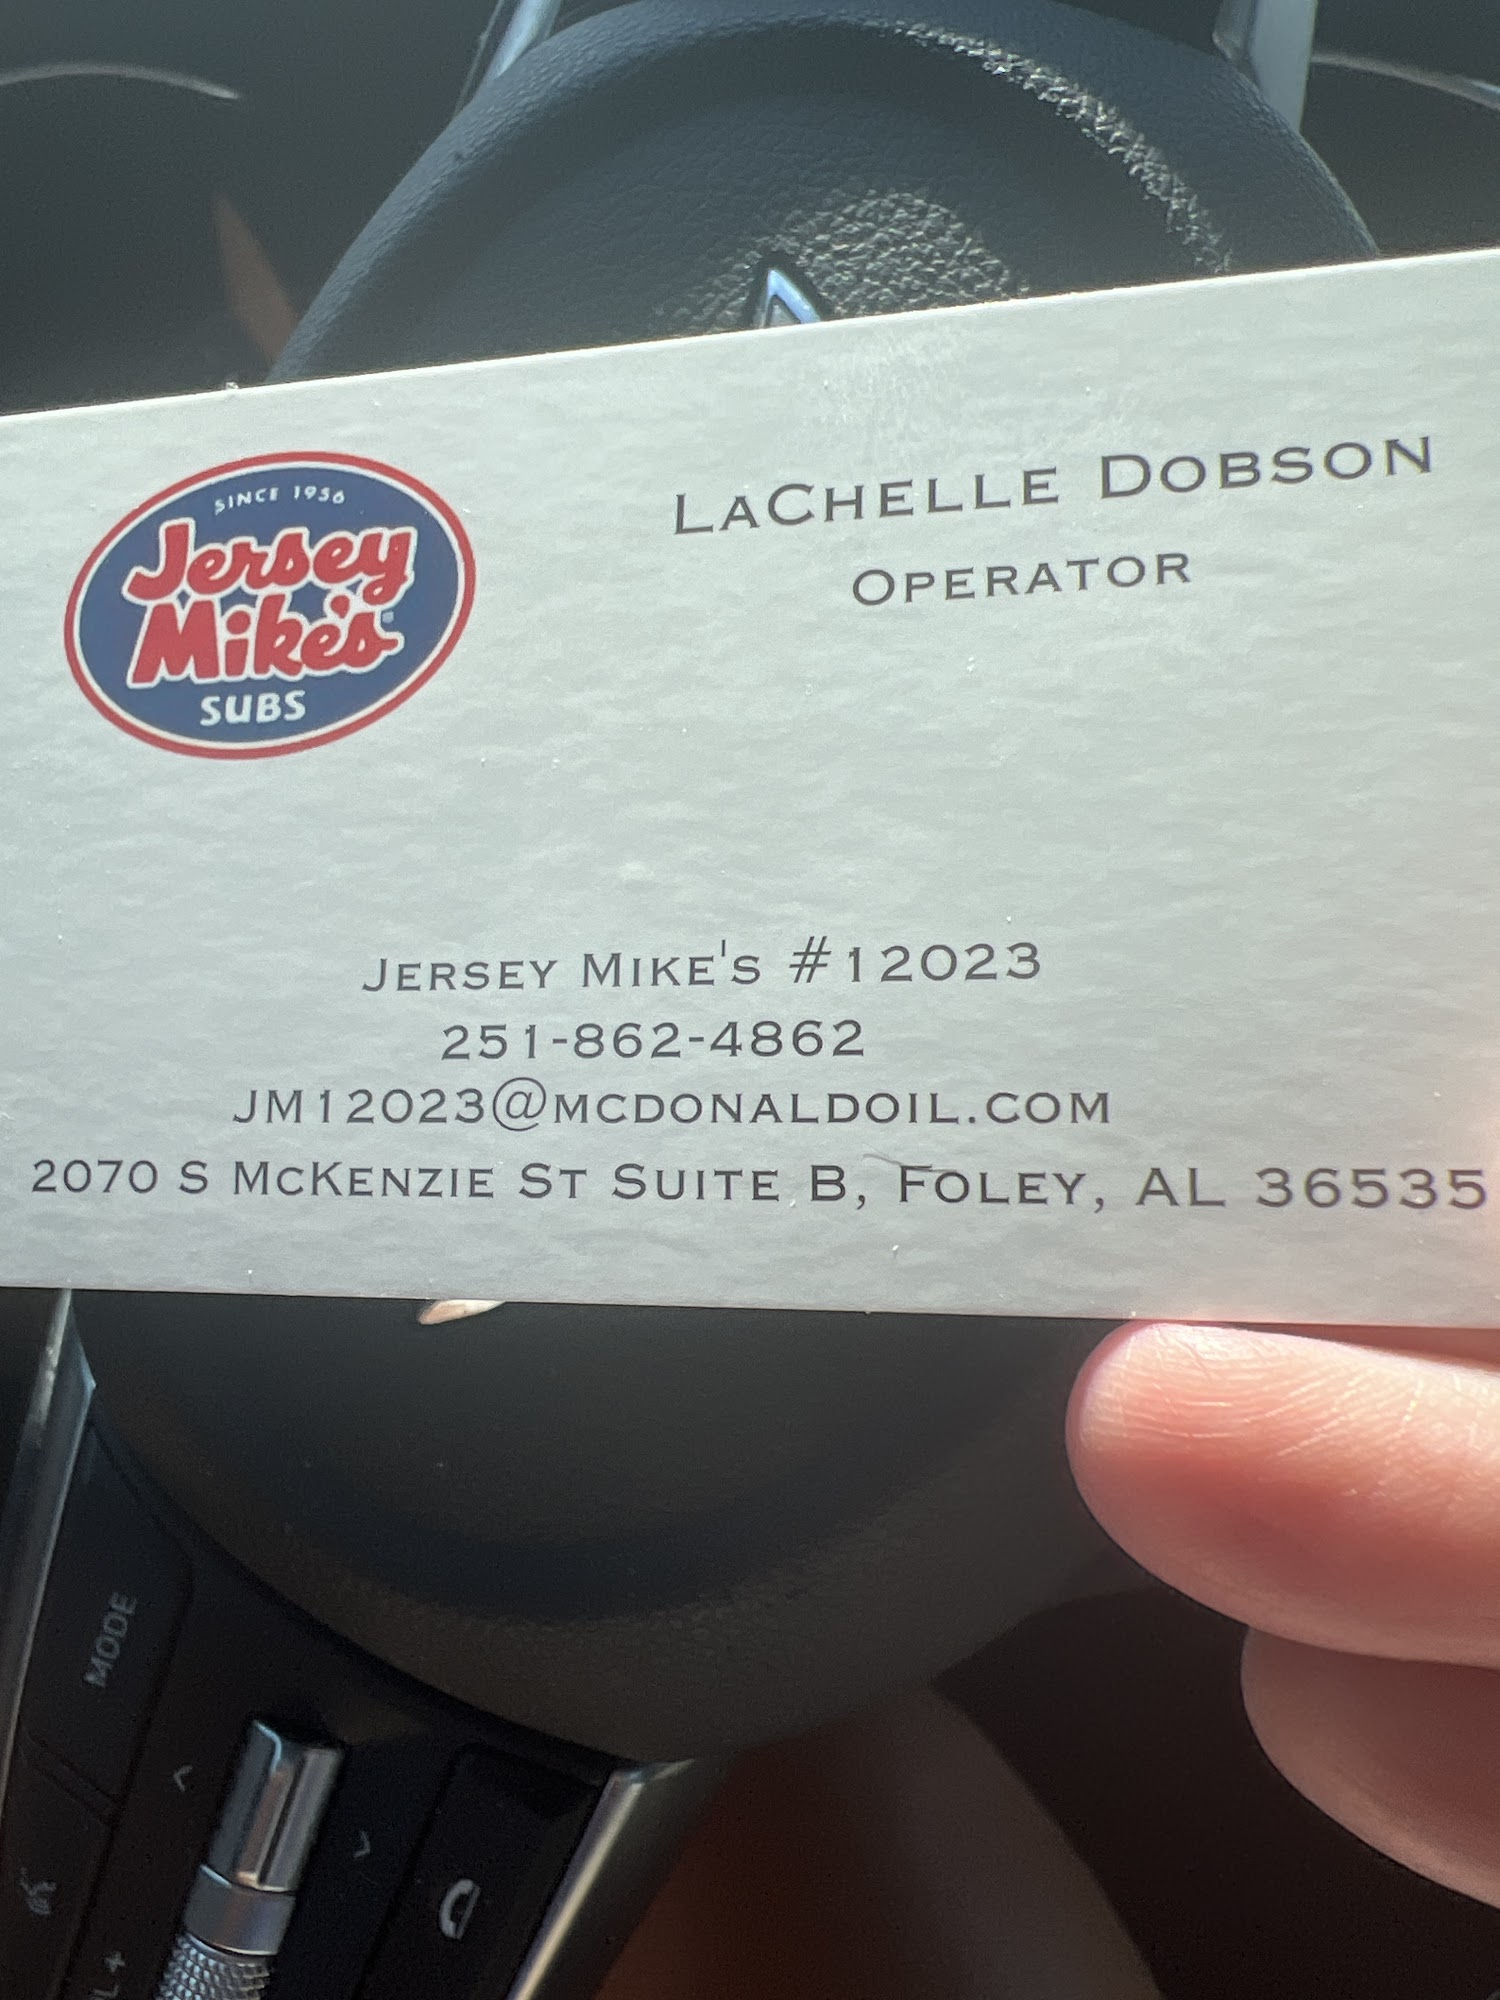 SINCE 1956
Jersey
Mike's
SUBS
LaChelle Dobson
Operator
Jersey Mike's #12023
251-862-4862
JM12023@mcdonaldoil.com
2070 S McKenzie St Suite B, Foley, AL 36535
MODE